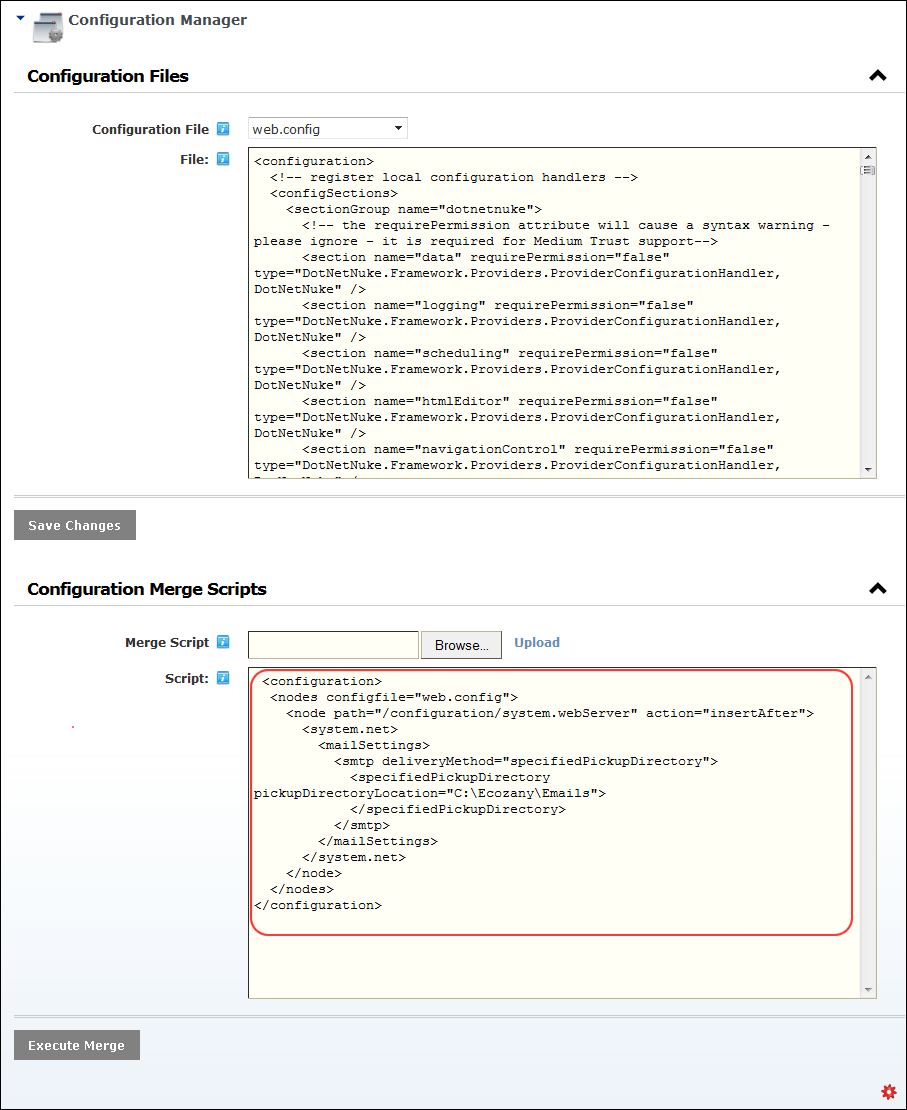 Configuration Manager
Configuration Files
Configuration File
web.config
File:
<configuration>
  <!-- register local configuration handlers -->
  <configSections>
    <sectionGroup name="dotnetnuke">
      <!-- the requirePermission attribute will cause a syntax warning -
please ignore - it is required for Medium Trust support-->
      <section name="data" requirePermission="false"
type="DotNetNuke.Framework.Providers.ProviderConfigurationHandler,
DotNetNuke" />
      <section name="logging" requirePermission="false"
type="DotNetNuke.Framework.Providers.ProviderConfigurationHandler,
DotNetNuke" />
      <section name="scheduling" requirePermission="false"
type="DotNetNuke.Framework.Providers.ProviderConfigurationHandler,
DotNetNuke" />
      <section name="htmlEditor" requirePermission="false"
type="DotNetNuke.Framework.Providers.ProviderConfigurationHandler,
DotNetNuke" />
      <section name="navigationControl" requirePermission="false"
type="DotNetNuke.Framework.Providers.ProviderConfigurationHandler,
Save Changes
Configuration Merge Scripts
Merge Script
Browse...
Upload
Script:
 <configuration>
  <nodes configfile="web.config">
    <node path="/configuration/system.webServer" action="insertAfter">
      <system.net>
        <mailSettings>
          <smtp deliveryMethod="specifiedPickupDirectory">
            <specifiedPickupDirectory
pickupDirectoryLocation="C:\Ecozany\Emails">
            </specifiedPickupDirectory>
          </smtp>
        </mailSettings>
      </system.net>
    </node>
  </nodes>
</configuration>
Execute Merge